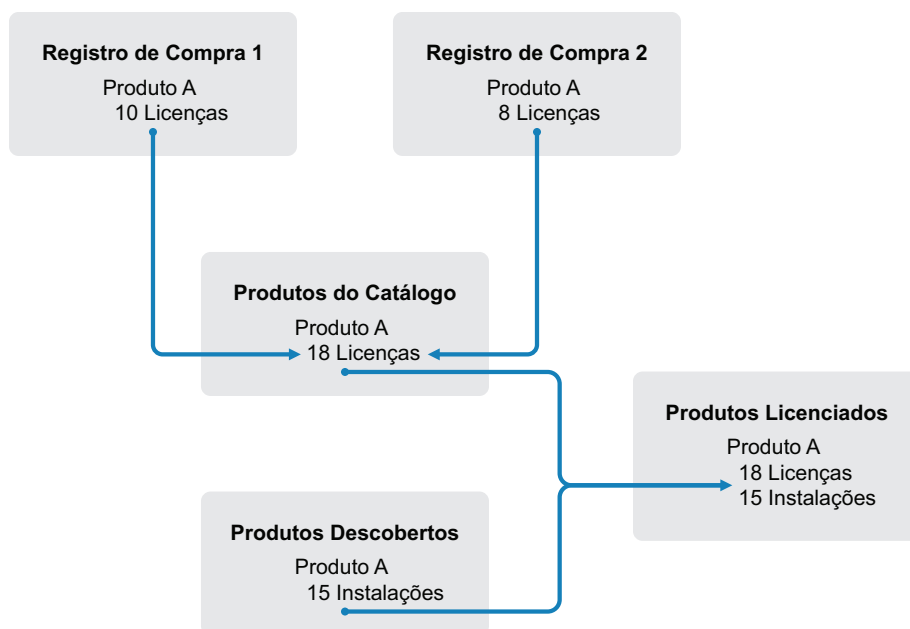 Registro de Compra 1
Produto A
10 Licenças
Registro de Compra 2
Produto A
8 Licenças
Produtos do Catálogo
Produto A
18 Licenças
Produtos Licenciados
Produto A
18 Licenças
15 Instalações
Produtos Descobertos
Produto A
15 Instalações